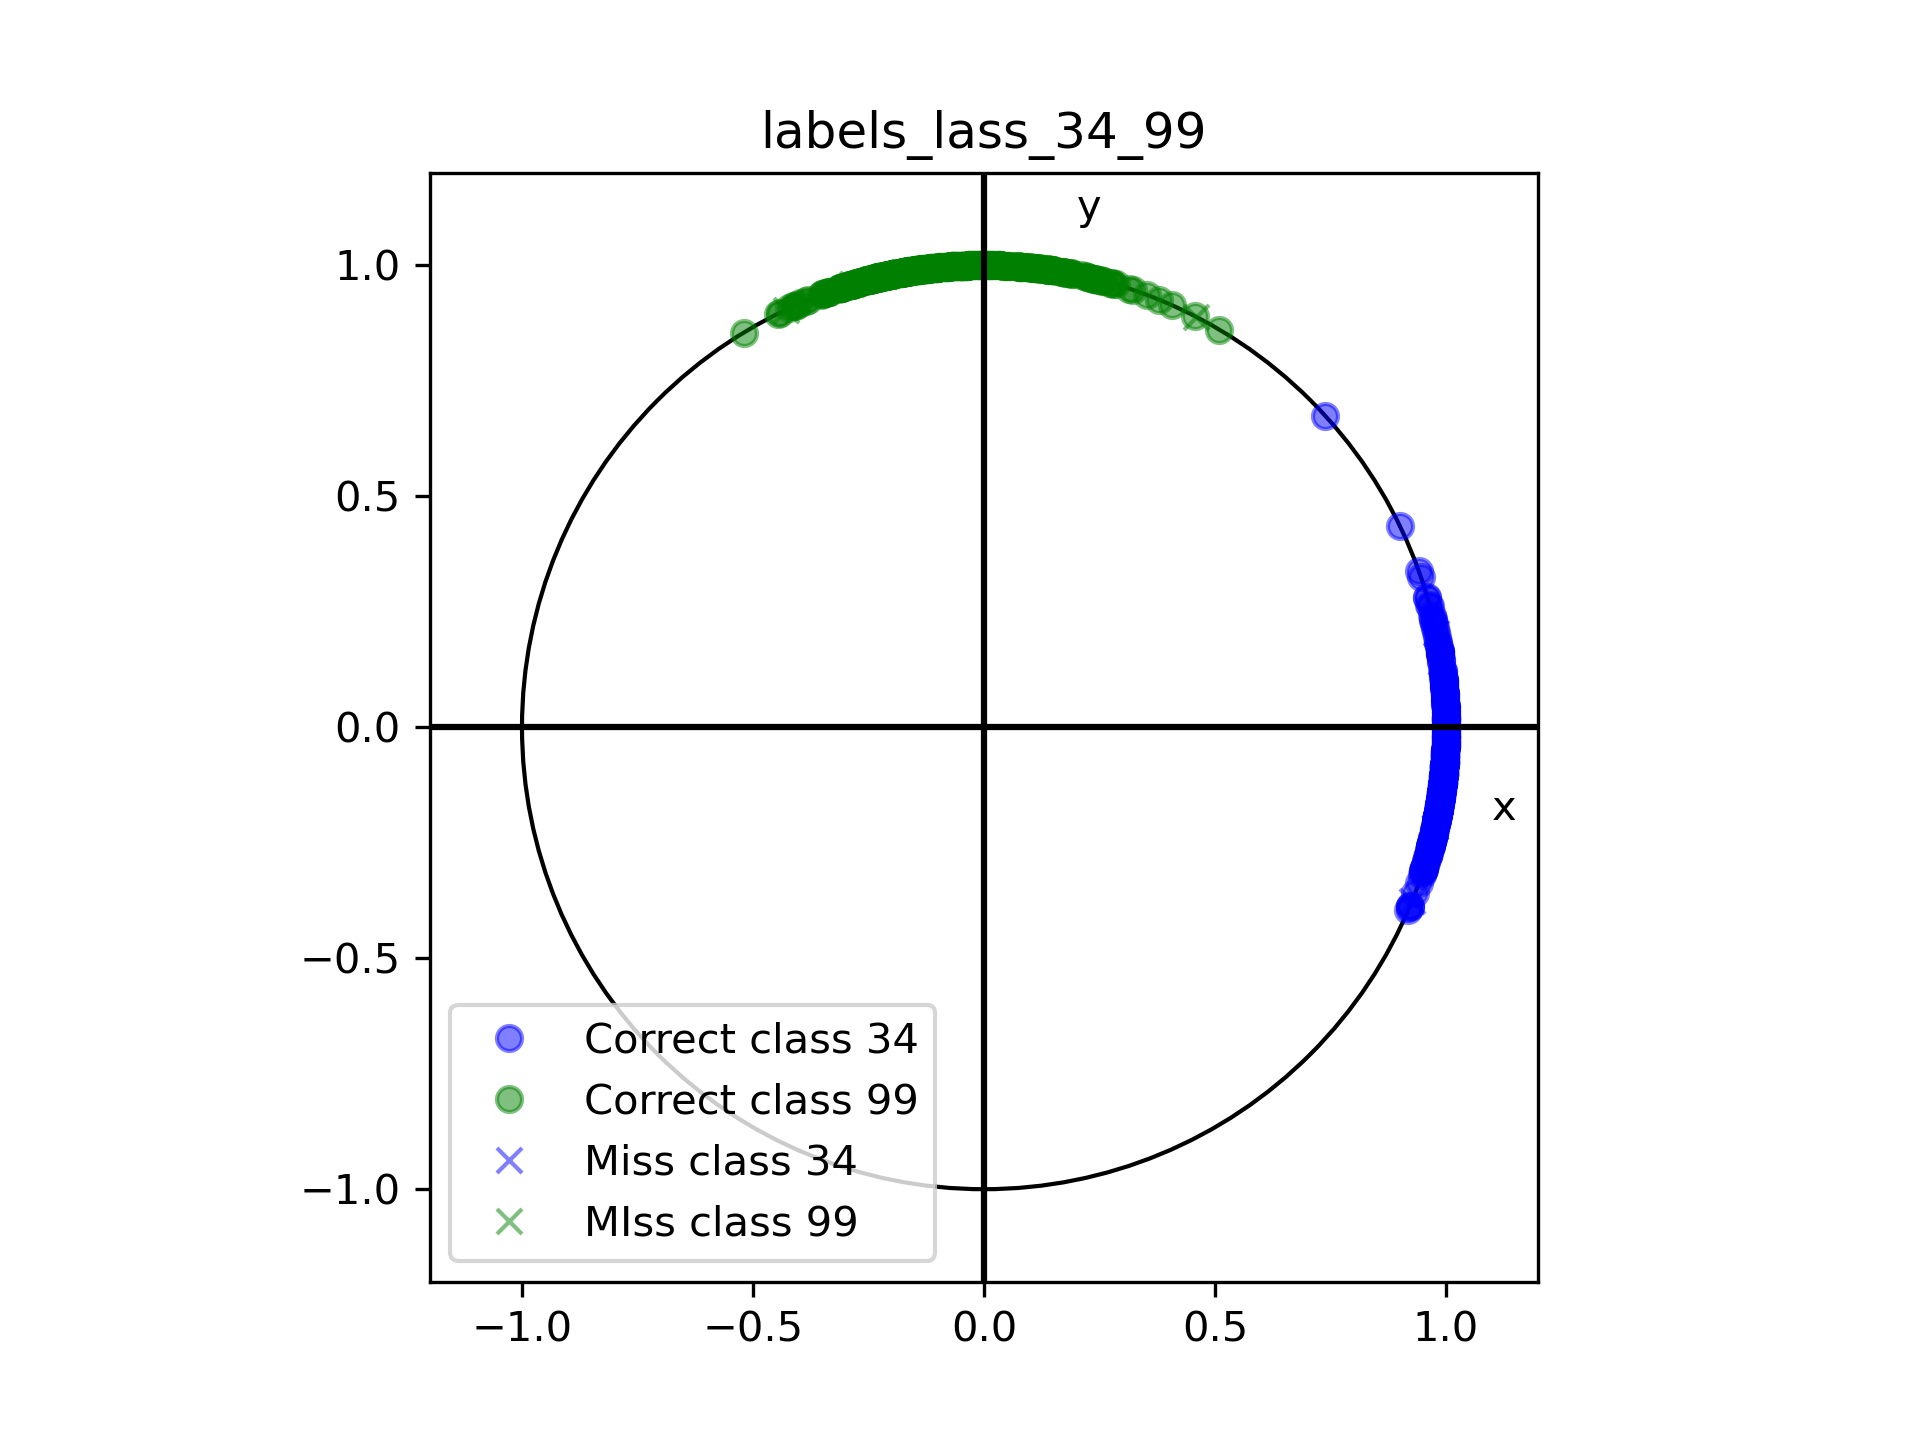 labels_lass_34_99
y
1.0
0.5
0.0
x
−0.5
−1.0
Correct class 34
Correct class 99
Miss class 34
MIss class 99
−1.0 −0.5 0.0 0.5 1.0